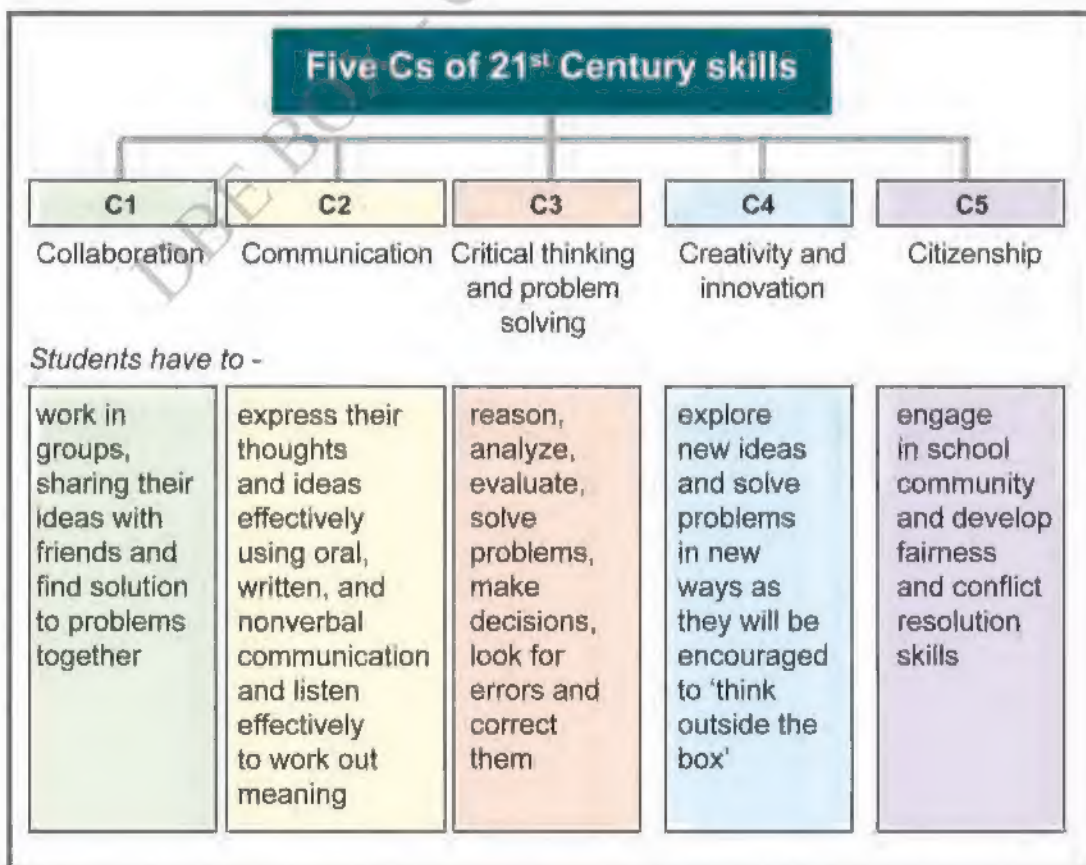 Five Cs of 21st Century skills
C1
C2
C3
C4
C5
Collaboration
Communication
Critical thinking
and problem
solving
Creativity and
innovation
Citizenship
Students have to -
work in
groups,
sharing their
ideas with
friends and
find solution
to problems
together
express their
thoughts
and ideas
effectively
using oral,
written, and
nonverbal
communication
and listen
effectively
to work out
meaning
reason,
analyze,
evaluate,
solve
problems,
make
decisions,
look for
errors and
correct
them
explore
new ideas
and solve
problems
in new
ways as
they will be
encouraged
to ‘think
outside the
box’
engage
in school
community
and develop
fairness
and conflict
resolution
skills
DBE